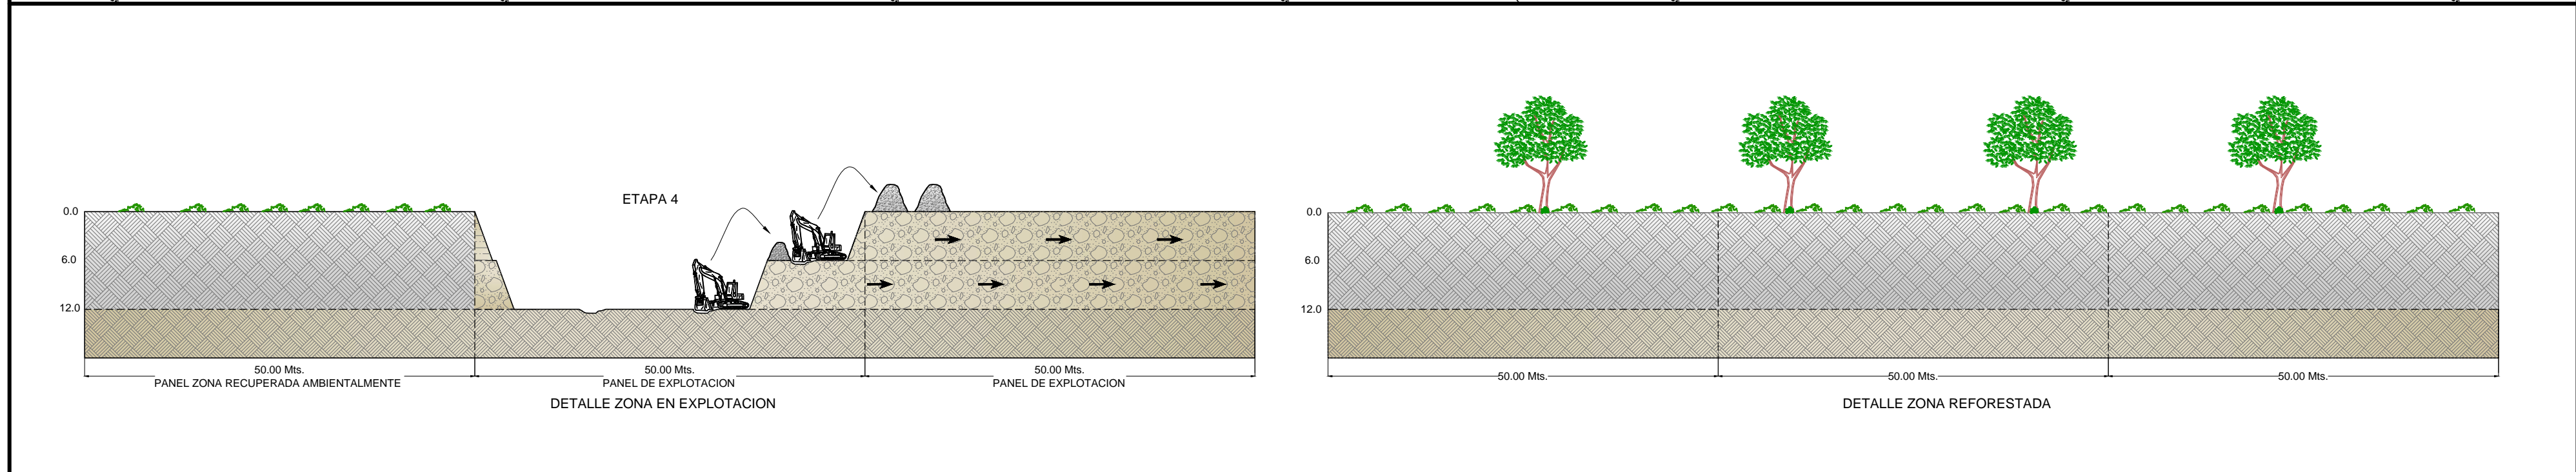 ETAPA 4
0.0
6.0
12.0
50.00 Mts.
PANEL ZONA RECUPERADA AMBIENTALMENTE
50.00 Mts.
PANEL DE EXPLOTACION
50.00 Mts.
PANEL DE EXPLOTACION
DETALLE ZONA EN EXPLOTACION
0.0
6.0
12.0
50.00 Mts.
50.00 Mts.
50.00 Mts.
DETALLE ZONA REFORESTADA